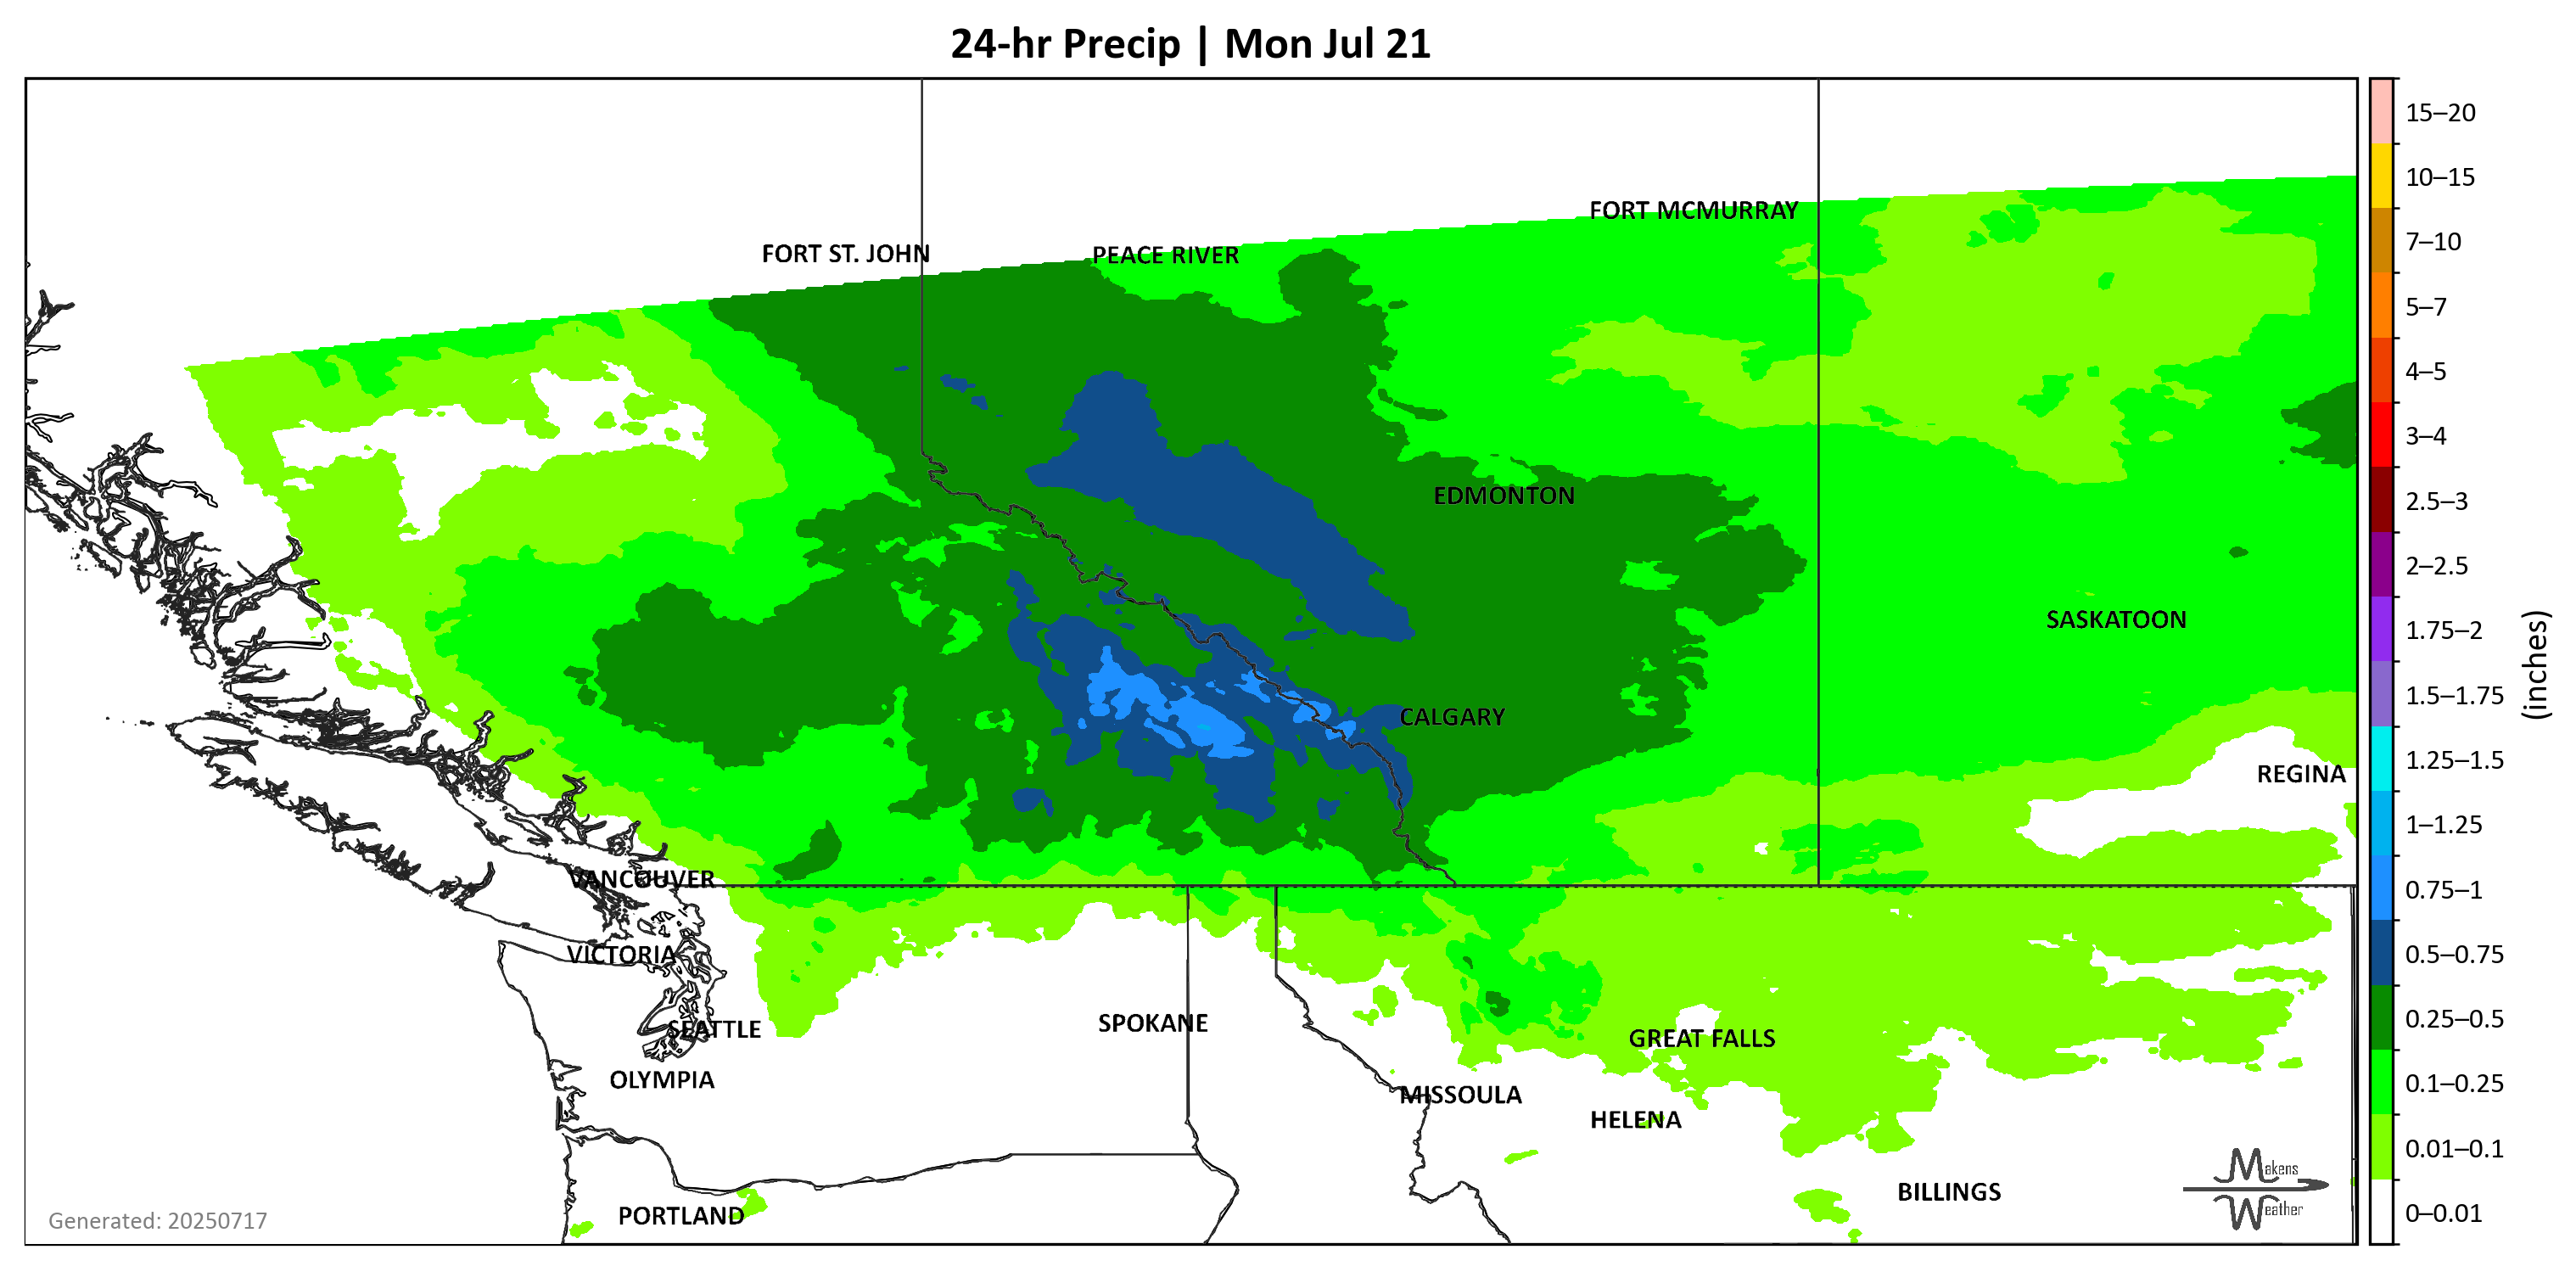 24-hr Precip | Mon Jul 21
15–20
10–15
FORT MCMURRAY
7–10
FORT ST. JOHN
PEACE RIVER
5–7
4–5
3–4
EDMONTON
2.5–3
2–2.5
SASKATOON
1.75–2
(inches)
1.5–1.75
CALGARY
1.25–1.5
REGINA
1–1.25
VANCOUVER
0.75–1
VICTORIA
0.5–0.75
SPOKANE
0.25–0.5
SEATTLE
GREAT FALLS
OLYMPIA
0.1–0.25
MISSOULA
HELENA
0.01–0.1
Makens
Weather
BILLINGS
PORTLAND
0–0.01
Generated: 20250717